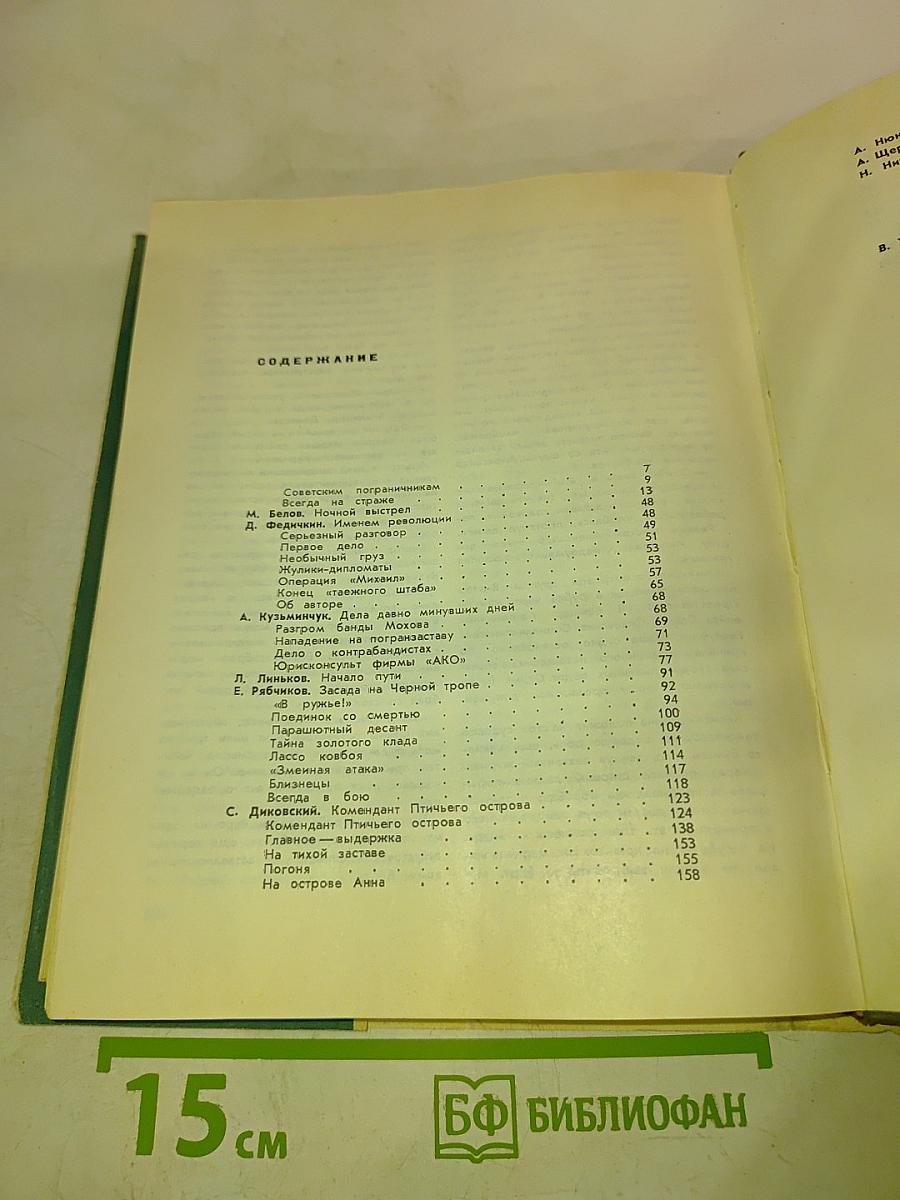 СОДЕРЖАНИЕ
Советским пограничникам . . . . . . . 7
Всегда на страже . . . . . . . 9
М. Белов. Ночной выстрел . . . . . . . 13
Д. Федичкин. Именем революции . . . . . . . 48
Серьезный разговор . . . . . . . 48
Первое дело . . . . . . . 49
Необычный груз . . . . . . . 51
Жулики-дипломаты . . . . . . . 53
Операция «Михаил» . . . . . . . 53
Конец «таежного штаба» . . . . . . . 57
Об авторе . . . . . . . 65
А. Кузьминчук. Дела давно минувших дней . . . . . 68
Разгром банды Мохова . . . . . . . 68
Нападение на погранзаставу . . . . . . . 69
Дело о контрабандистах . . . . . . . 71
Юрисконсульт фирмы «АКО» . . . . . . . 73
Л. Линьков. Начало пути . . . . . . . 77
Е. Рябчиков. Засада на Черной тропе . . . . . . 91
«В ружье!» . . . . . . . 92
Поединок со смертью . . . . . . . 94
Парашютный десант . . . . . . . 100
Тайна золотого клада . . . . . . . 109
Лассо ковбоя . . . . . . . 111
«Змеиная атака» . . . . . . . 114
Близнецы . . . . . . . 117
Всегда в бою . . . . . . . 118
С. Диковский. Комендант Птичьего острова . . . . 123
Комендант Птичьего острова . . . . . . 124
Главное — выдержка . . . . . . . 138
На тихой заставе . . . . . . . 153
Погоня . . . . . . . 155
На острове Анна . . . . . . . 158
А.
А.
Н.
В.
15 см
БФ БИБЛИОФАН